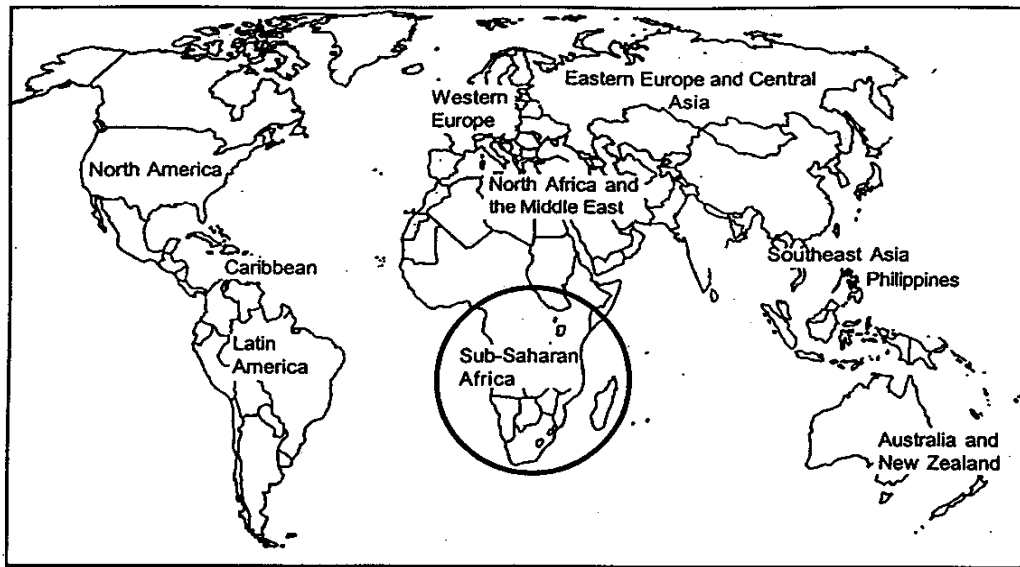 Eastern Europe and Central
Asia
Western
Europe
North America
North Africa and
the Middle East
Southeast Asia
Philippines
Caribbean
Latin
America
Sub-Saharan
Africa
Australia and
New Zealand